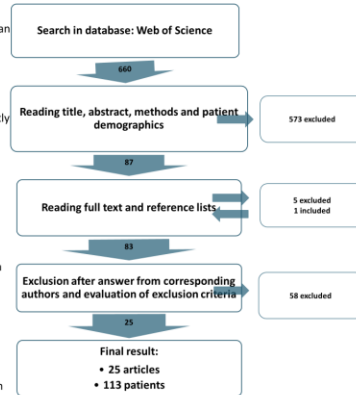 an
Search in database: Web of Science
660
tly
Reading title, abstract, methods and patient
demographics
573 excluded
87
Reading full text and reference lists
5 excluded
1 included
83
Exclusion after answer from corresponding
authors and evaluation of exclusion criteria
58 excluded
25
Final result:
• 25 articles
• 113 patients